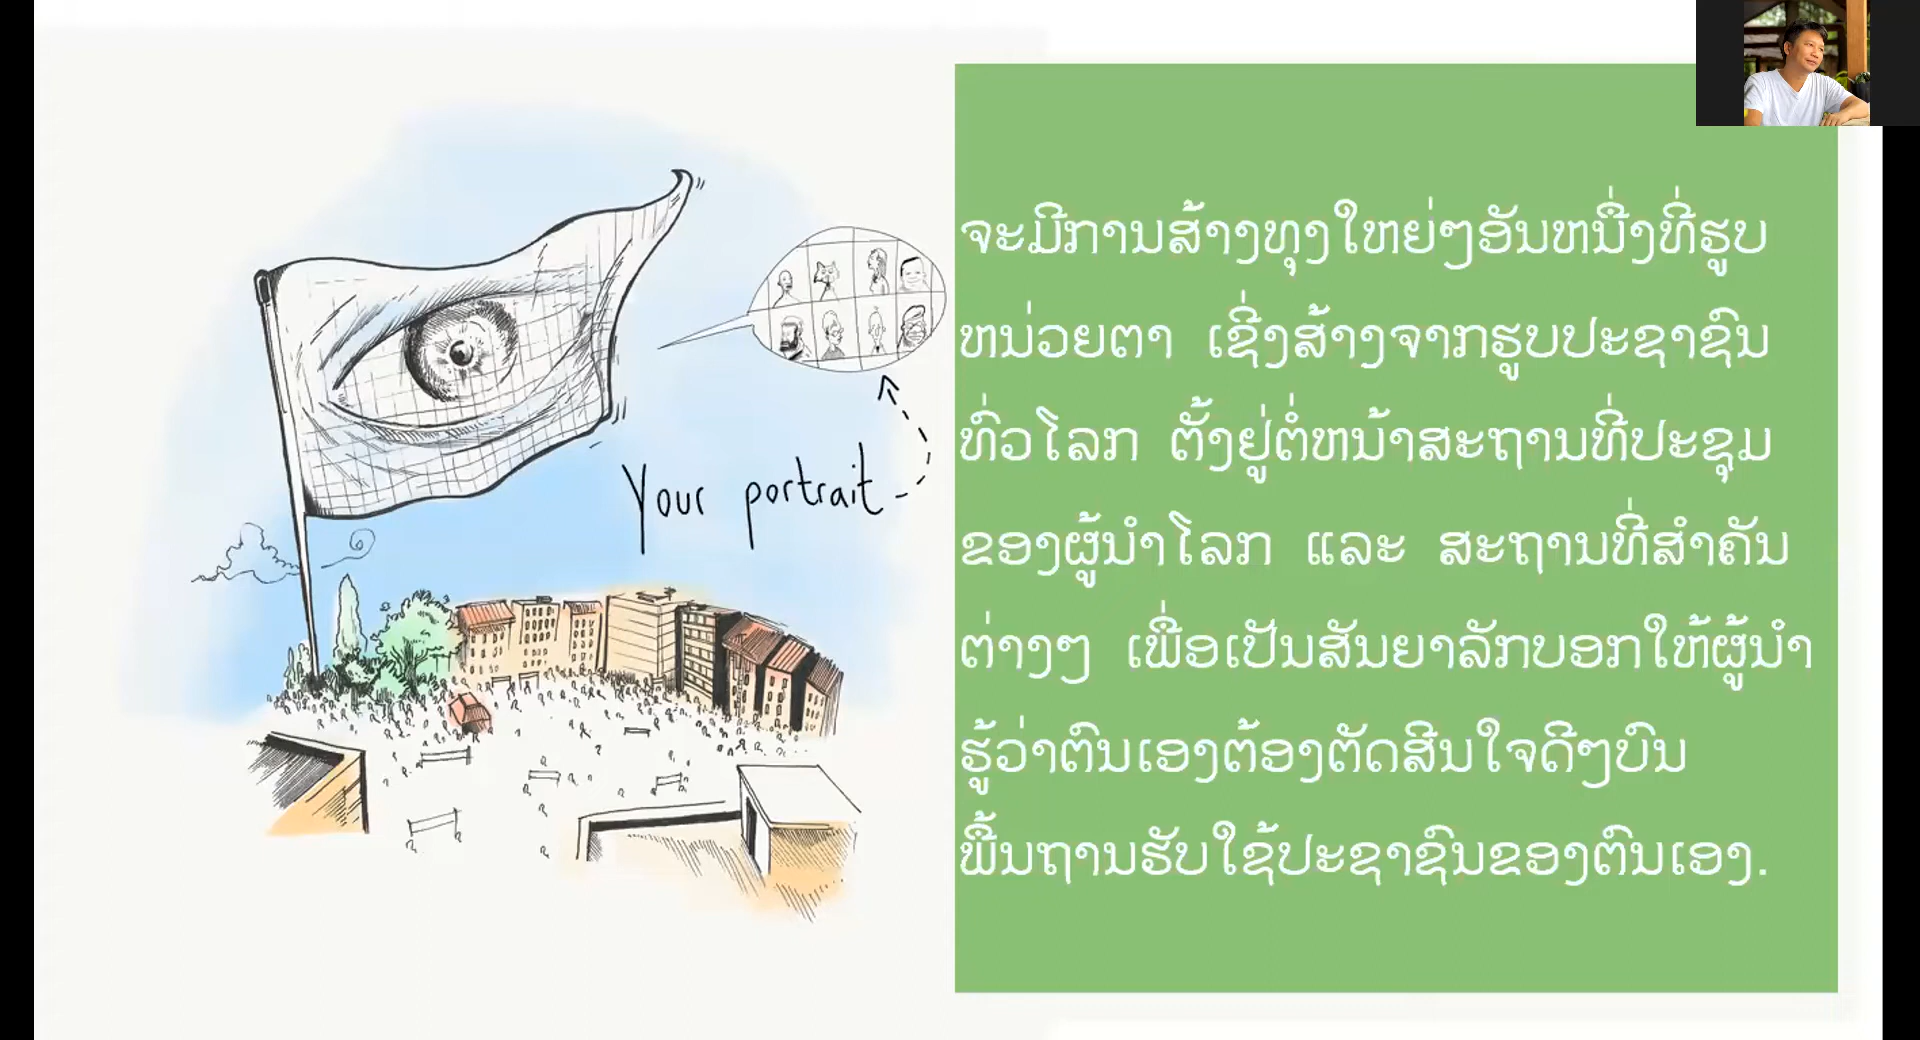 Your portrait
ຈະມີການສ້າງທຸງໃຫຍ່ໆອັນຫນຶ່ງທີ່ຮູບ
ຫນ່ວຍຕາ ເຊິ່ງສ້າງຈາກຮູບປະຊາຊົນ
ທົ່ວໂລກ ຕັ້ງຢູ່ຕໍ່ຫນ້າສະຖານທີ່ປະຊຸມ
ຂອງຜູ້ນຳໂລກ ແລະ ສະຖານທີ່ສຳຄັນ
ຕ່າງໆ ເພື່ອເປັນສັນຍາລັກບອກໃຫ້ຜູ້ນຳ
ຮູ້ວ່າຕົນເອງຕ້ອງຕັດສິນໃຈດີໆບົນ
ພື້ນຖານຮັບໃຊ້ປະຊາຊົນຂອງຕົນເອງ.